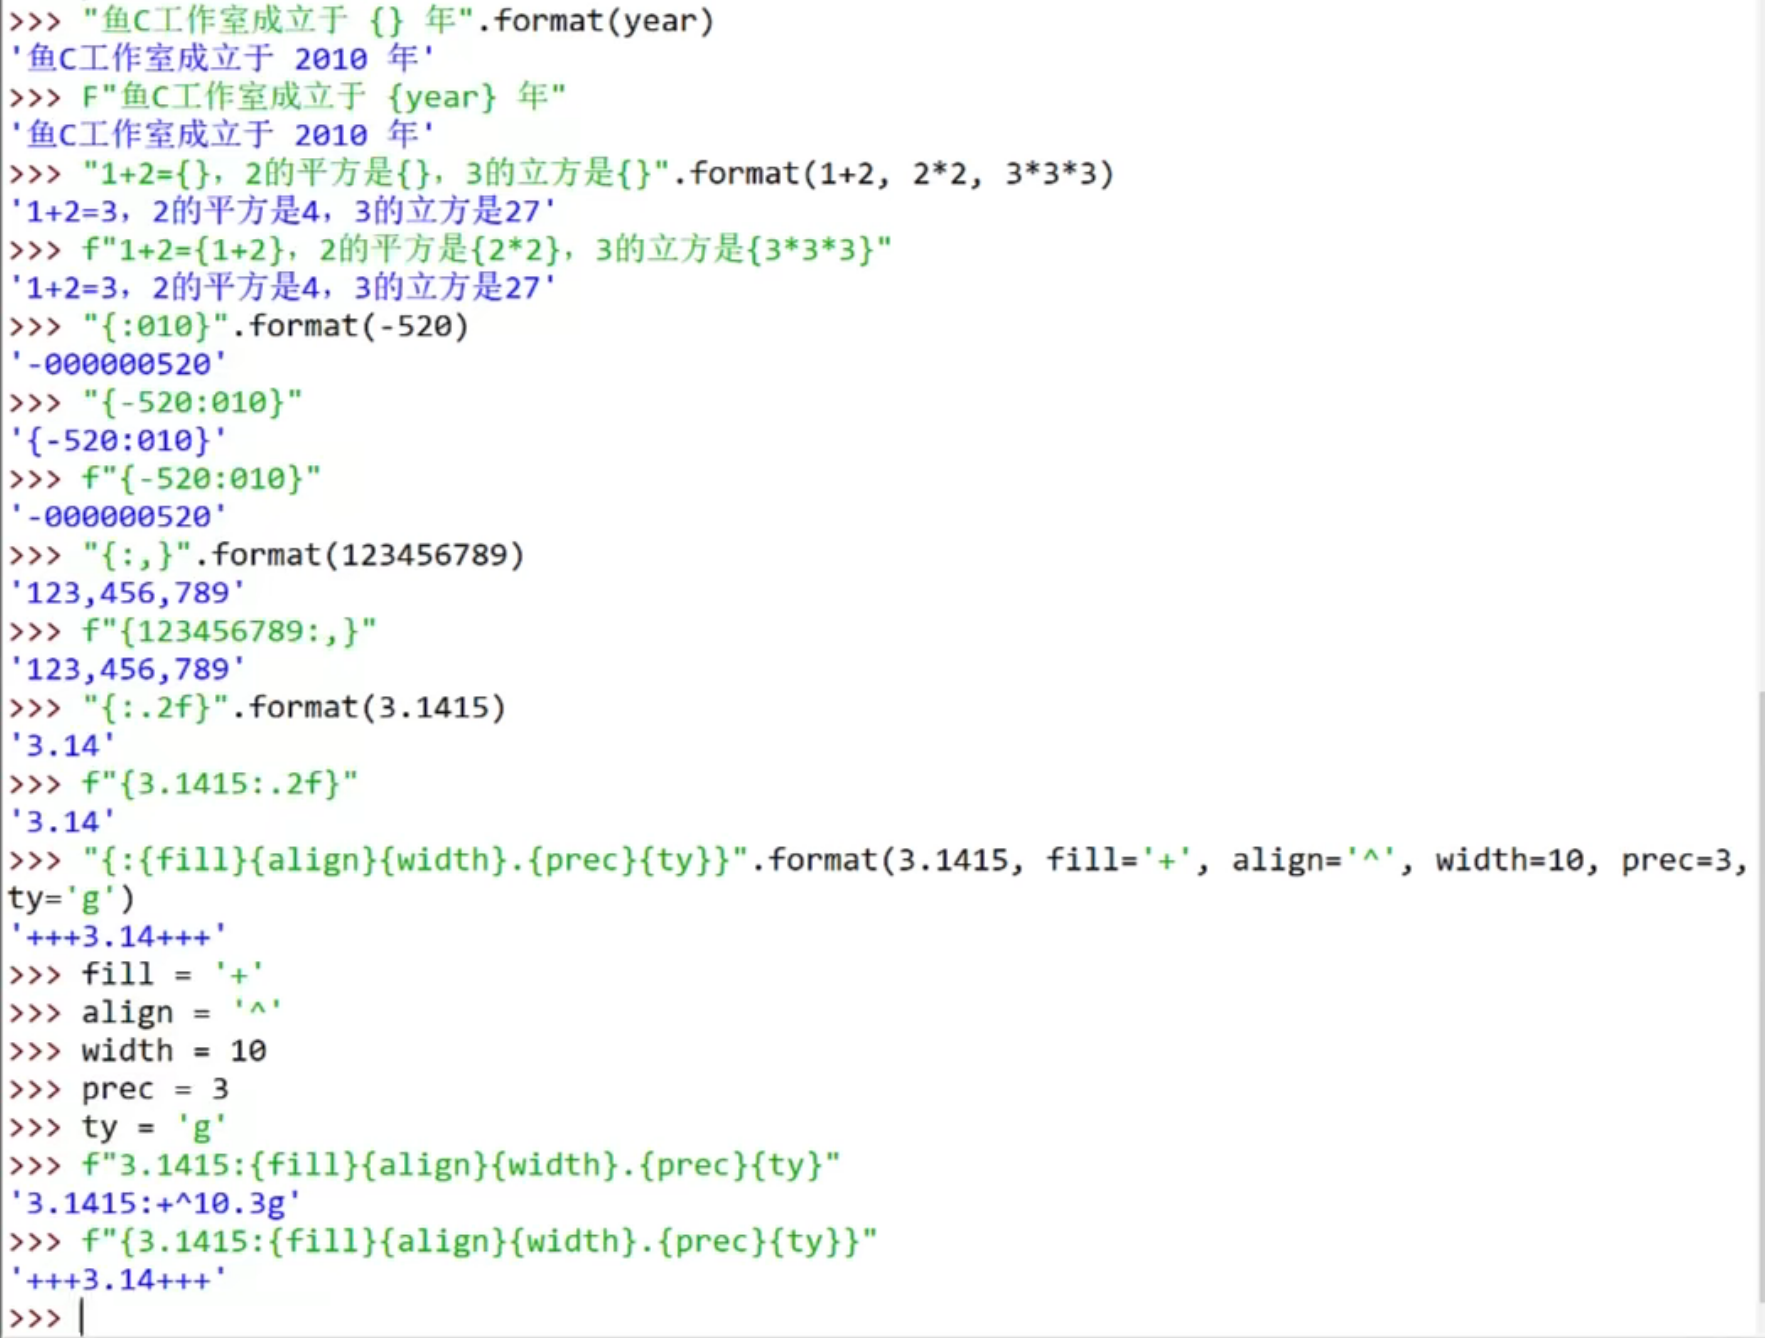 >>> "鱼C工作室成立于 {} 年".format(year)
'鱼C工作室成立于 2010 年'
>>> F"鱼C工作室成立于 {year} 年"
'鱼C工作室成立于 2010 年'
>>> "1+2={}，2的平方是{}，3的立方是{}".format(1+2, 2*2, 3*3*3)
'1+2=3，2的平方是4，3的立方是27'
>>> f"1+2={1+2}，2的平方是{2*2}，3的立方是{3*3*3}"
'1+2=3，2的平方是4，3的立方是27'
>>> "{:010}".format(-520)
'-000000520'
>>> "{-520:010}"
'{-520:010}'
>>> f"{-520:010}"
'-000000520'
>>> "{:,}".format(123456789)
'123,456,789'
>>> f"{123456789:,}"
'123,456,789'
>>> "{:.2f}".format(3.1415)
'3.14'
>>> f"{3.1415:.2f}"
'3.14'
>>> "{:{fill}{align}{width}.{prec}{ty}}".format(3.1415, fill='+', align='^', width=10, prec=3,
ty='g')
'+++3.14+++'
>>> fill = '+'
>>> align = '^'
>>> width = 10
>>> prec = 3
>>> ty = 'g'
>>> f"3.1415:{fill}{align}{width}.{prec}{ty}"
'3.1415:+^10.3g'
>>> f"{3.1415:{fill}{align}{width}.{prec}{ty}}"
'+++3.14+++'
>>>